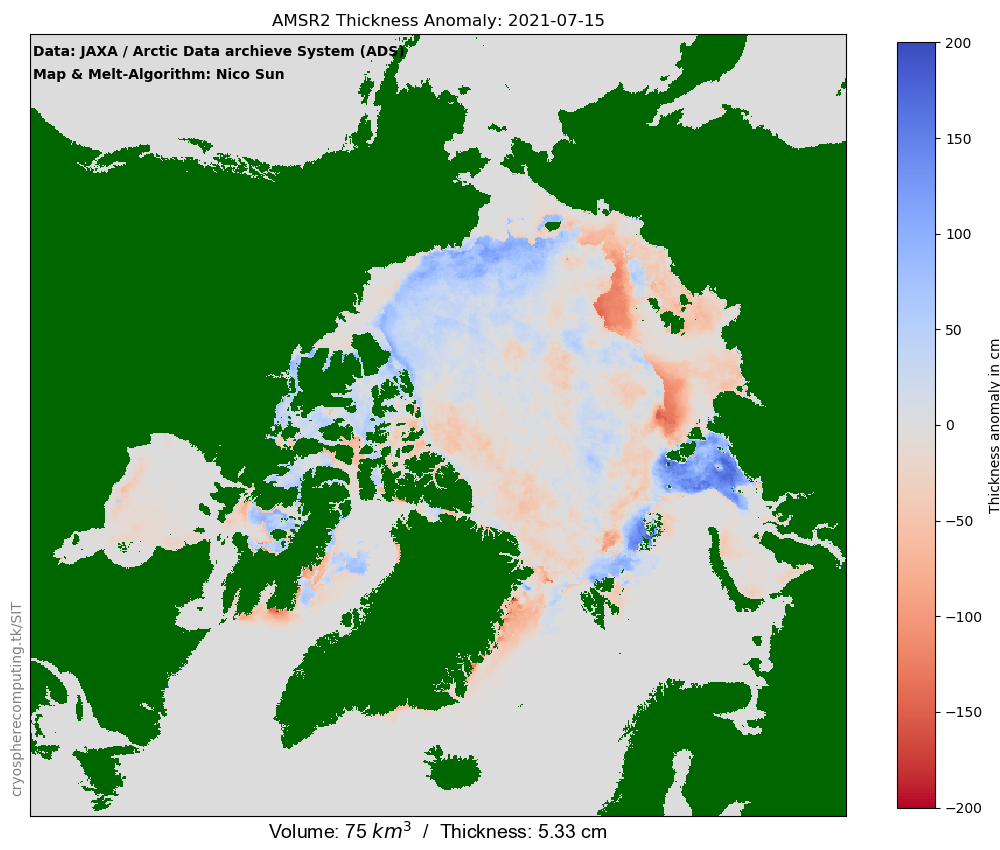 AMSR2 Thickness Anomaly: 2021-07-15
Data: JAXA / Arctic Data archieve System (ADS)
Map & Melt-Algorithm: Nico Sun
200
150
100
50
0
−50
−100
−150
−200
Thickness anomaly in cm
cryospherecomputing.tk/SIT
Volume: 75 km³ / Thickness: 5.33 cm